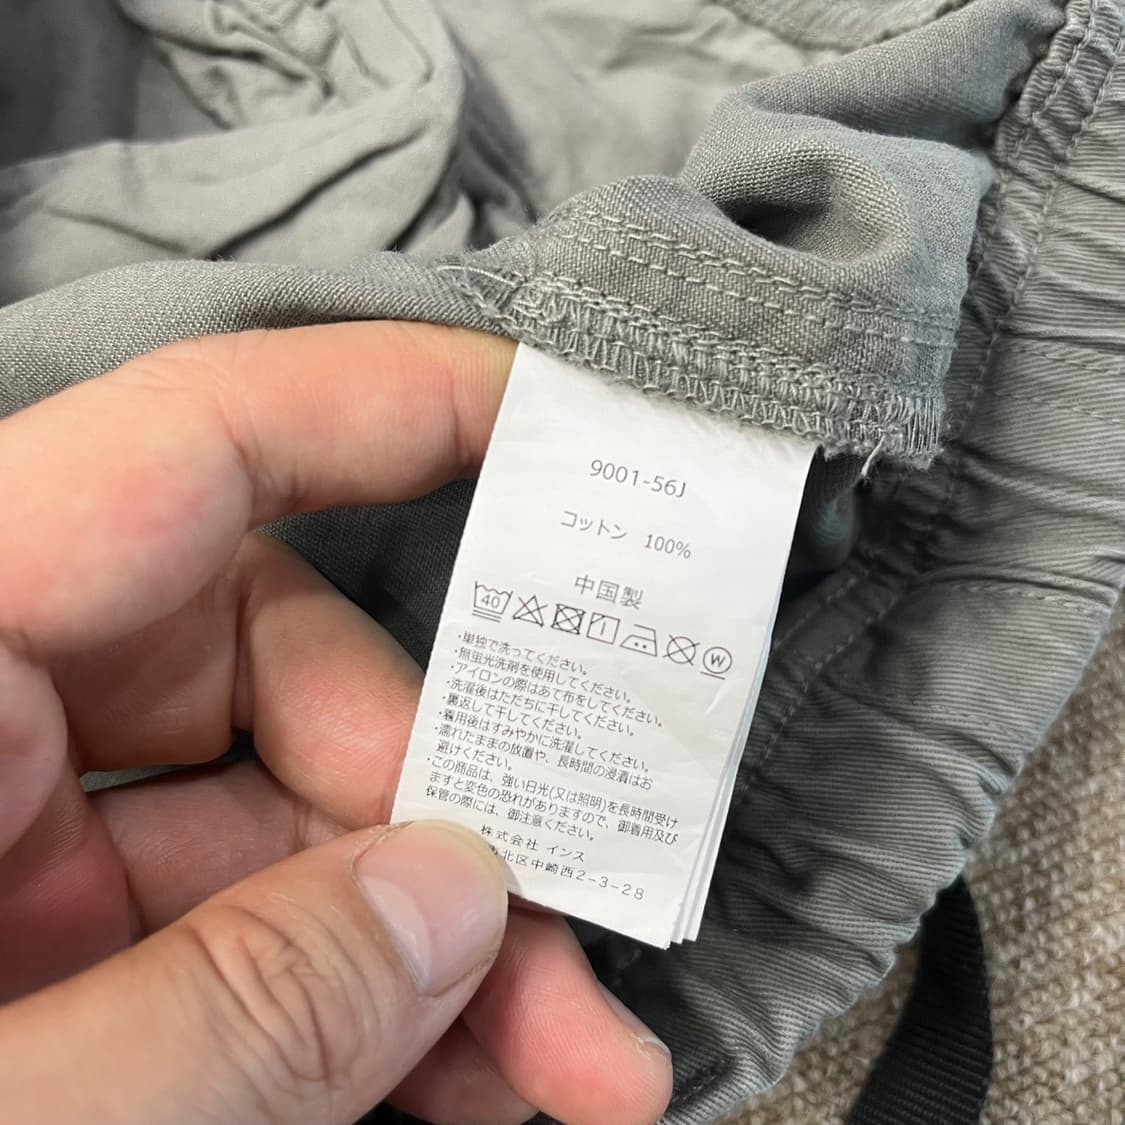 9001-56J
コットン 100%
中国製
40
W
・単独で洗ってください。
・無蛍光洗剤を使用してください。
・アイロンの際はあて布をしてください。
・洗濯後はただちに干してください。
・裏返して干してください。
・着用後はすみやかに洗濯してください。
・濡れたままの放置や、長時間の浸漬はお
避けください。
・この商品は、強い日光(又は照明)を長時間受け
ますと変色の恐れがありますので、御着用及び
保管の際には、御注意ください。
株式会社 インス
北区中崎西2-3-28